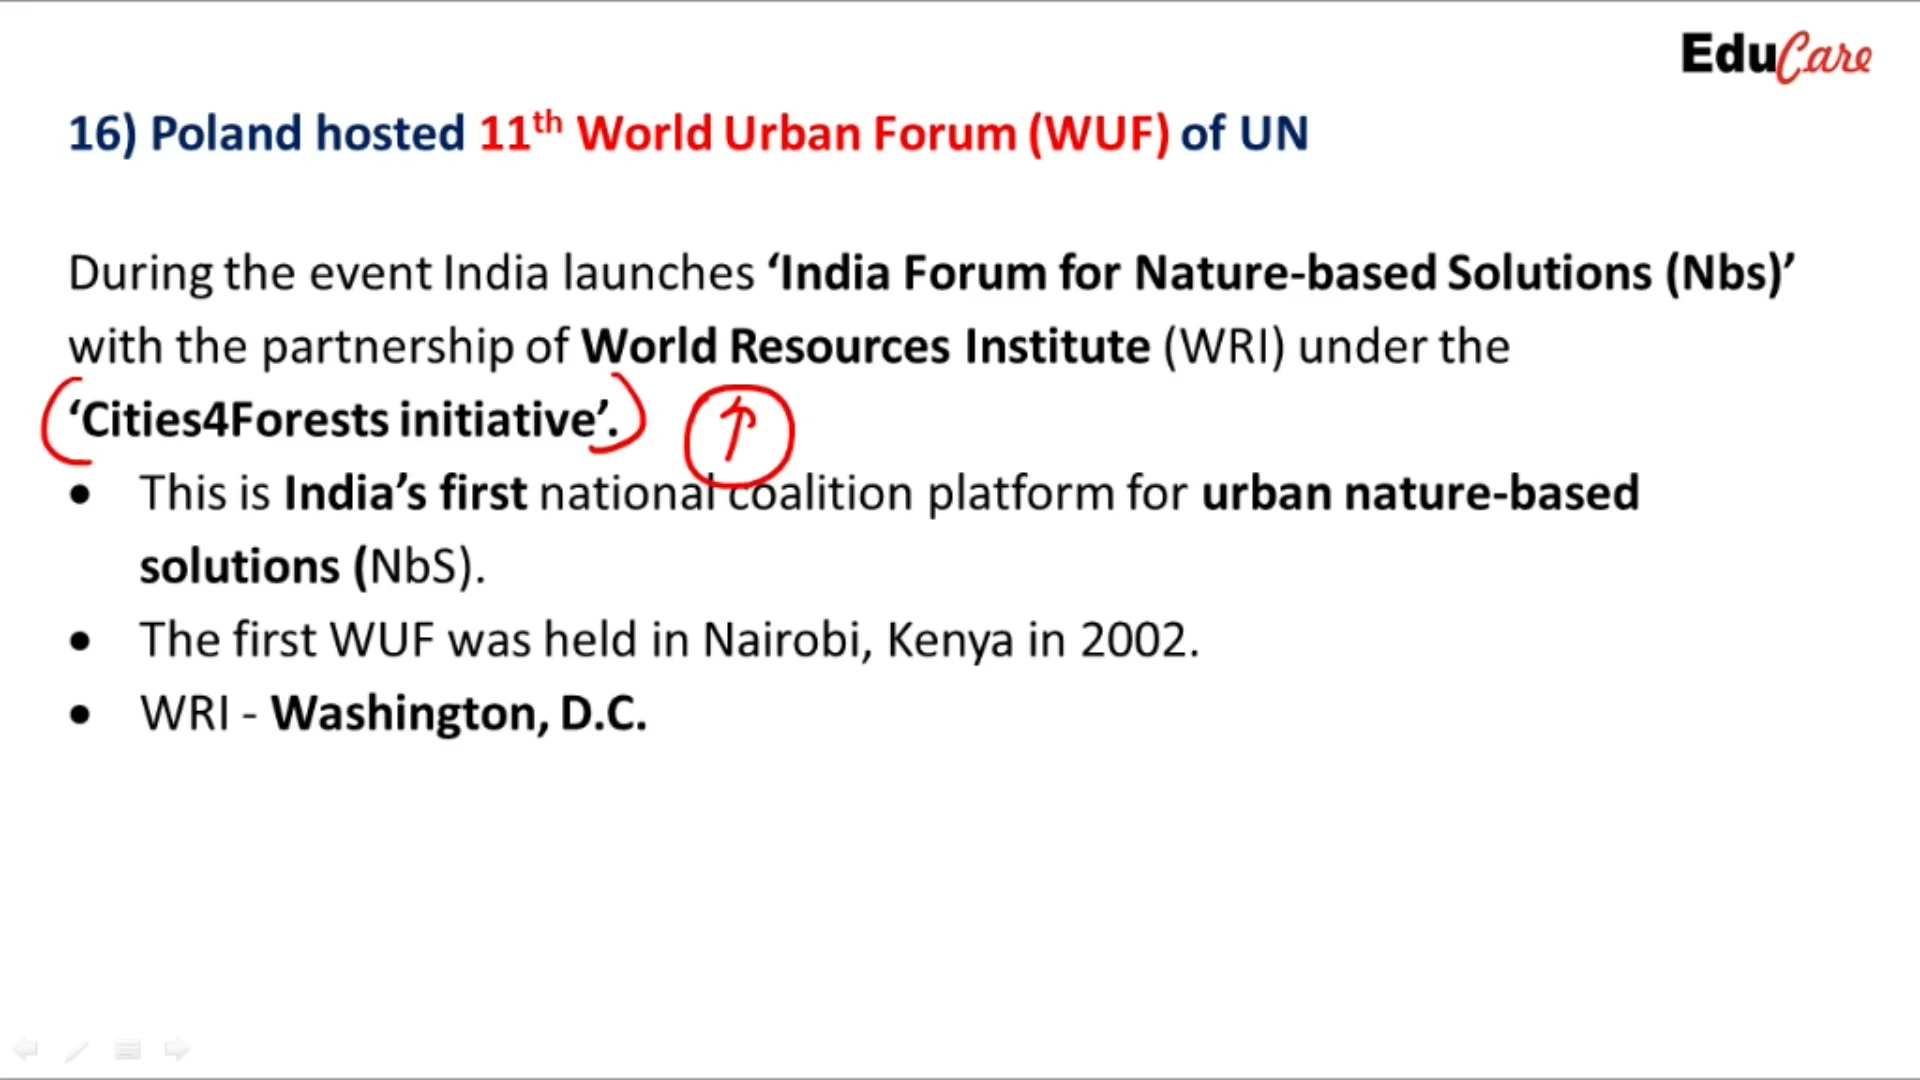 EduCare
16) Poland hosted 11th World Urban Forum (WUF) of UN
During the event India launches ‘India Forum for Nature-based Solutions (Nbs)’
with the partnership of World Resources Institute (WRI) under the
‘Cities4Forests initiative’.
• This is India’s first national coalition platform for urban nature-based
solutions (NbS).
• The first WUF was held in Nairobi, Kenya in 2002.
• WRI - Washington, D.C.